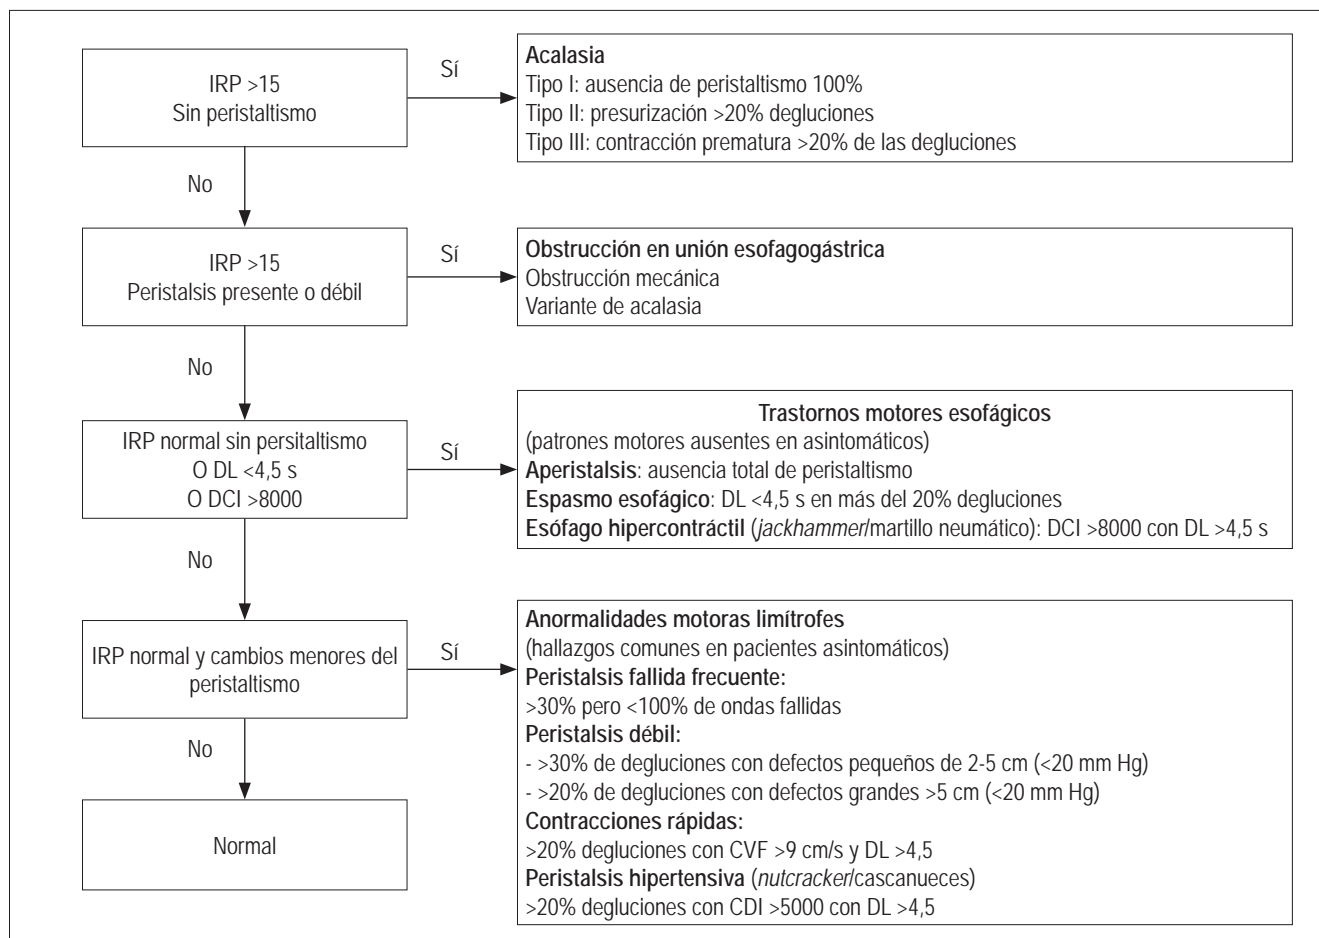 IRP >15
Sin peristaltismo
Sí
Acalasia
Tipo I: ausencia de peristaltismo 100%
Tipo II: presurización >20% degluciones
Tipo III: contracción prematura >20% de las degluciones
No
IRP >15
Peristalsis presente o débil
Sí
Obstrucción en unión esofagogástrica
Obstrucción mecánica
Variante de acalasia
No
IRP normal sin persitaltismo
O DL <4,5 s
O DCI >8000
Sí
Trastornos motores esofágicos
(patrones motores ausentes en asintomáticos)
Aperistalsis: ausencia total de peristaltismo
Espasmo esofágico: DL <4,5 s en más del 20% degluciones
Esófago hipercontráctil (jackhammer/martillo neumático): DCI >8000 con DL >4,5 s
No
IRP normal y cambios menores del
peristaltismo
Sí
Anormalidades motoras limítrofes
(hallazgos comunes en pacientes asintomáticos)
Peristalsis fallida frecuente:
>30% pero <100% de ondas fallidas
Peristalsis débil:
- >30% de degluciones con defectos pequeños de 2-5 cm (<20 mm Hg)
- >20% de degluciones con defectos grandes >5 cm (<20 mm Hg)
Contracciones rápidas:
>20% degluciones con CVF >9 cm/s y DL >4,5
Peristalsis hipertensiva (nutcracker/cascanueces)
>20% degluciones con CDI >5000 con DL >4,5
No
Normal